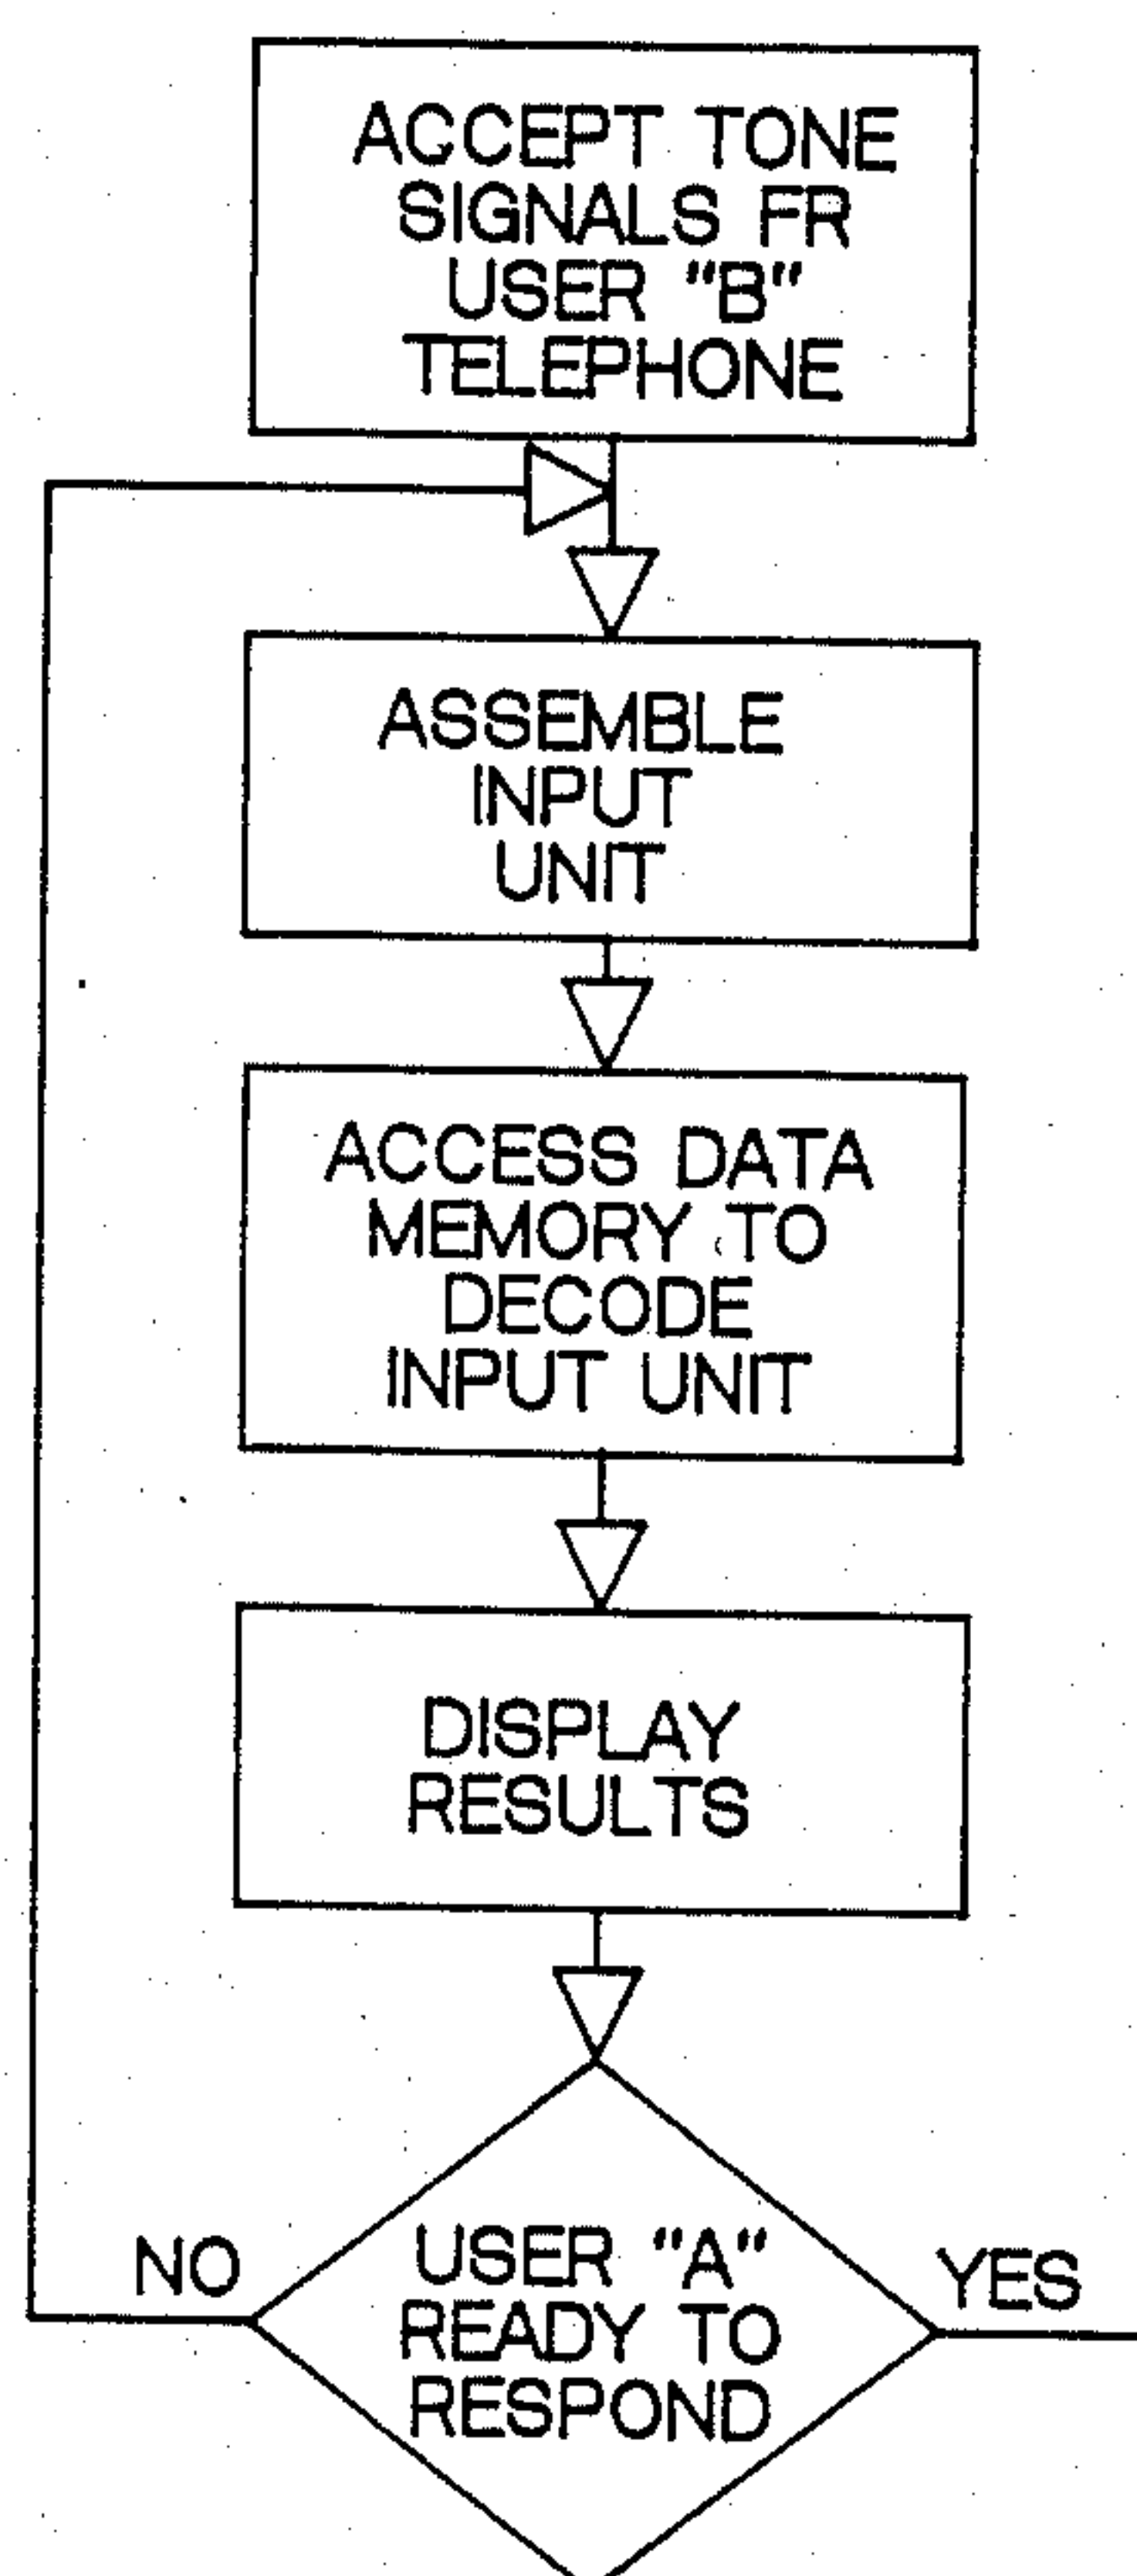 ACCEPT TONE
SIGNALS FR
USER "B"
TELEPHONE
ASSEMBLE
INPUT
UNIT
ACCESS DATA
MEMORY TO
DECODE
INPUT UNIT
DISPLAY
RESULTS
NO
YES
USER "A"
READY TO
RESPOND